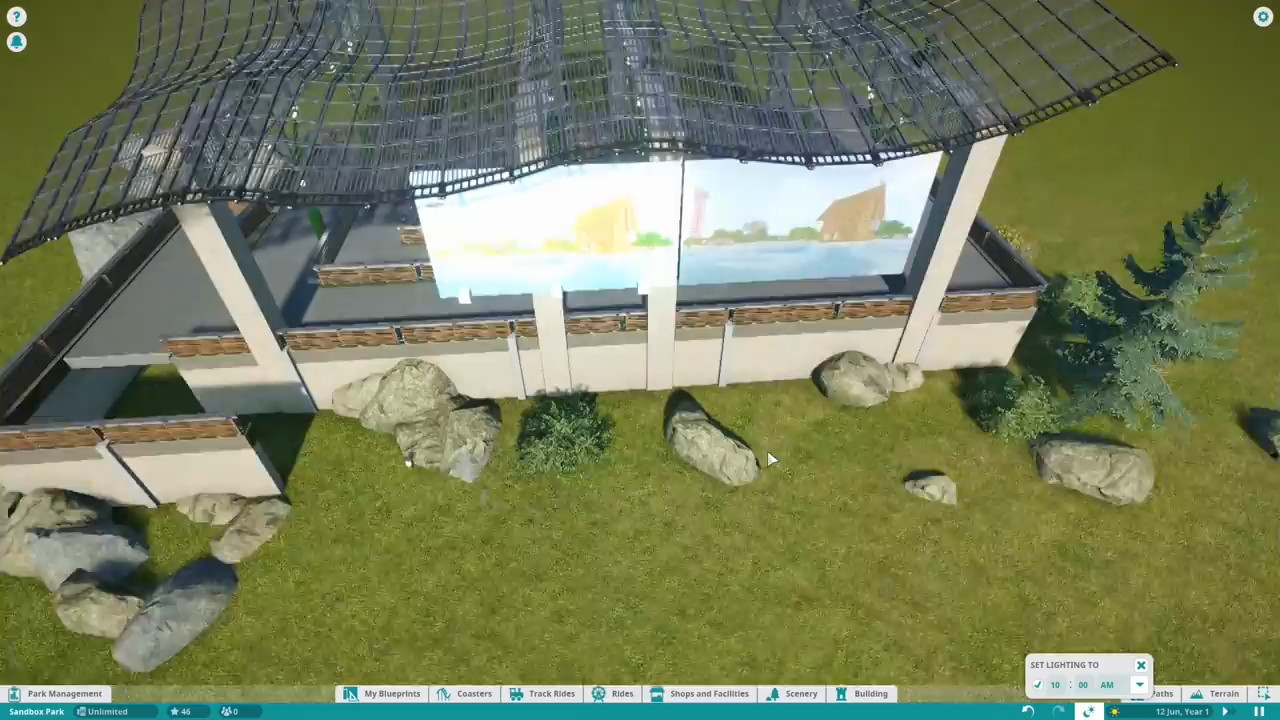 ?
SET LIGHTING TO
10 : 00 AM
Park Management
My Blueprints
Coasters
Track Rides
Rides
Shops and Facilities
Scenery
Building
Paths
Terrain
Sandbox Park
Unlimited
46
0
12 Jun, Year 1